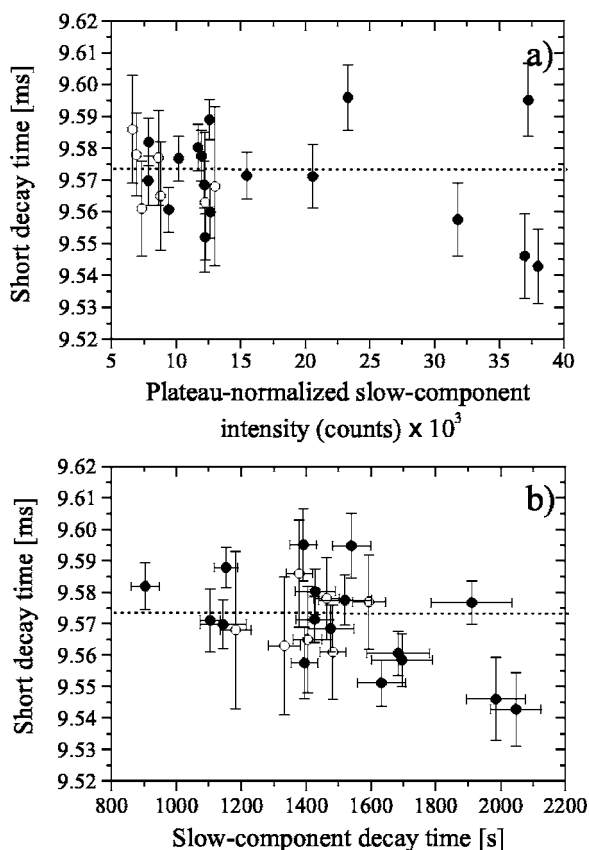 9.62
9.61
9.60
9.59
9.58
9.57
9.56
9.55
9.54
9.53
9.52
Short decay time [ms]
a)
5 10 15 20 25 30 35 40
Plateau-normalized slow-component
intensity (counts) x 10³
9.62
9.61
9.60
9.59
9.58
9.57
9.56
9.55
9.54
9.53
9.52
Short decay time [ms]
b)
800 1000 1200 1400 1600 1800 2000 2200
Slow-component decay time [s]